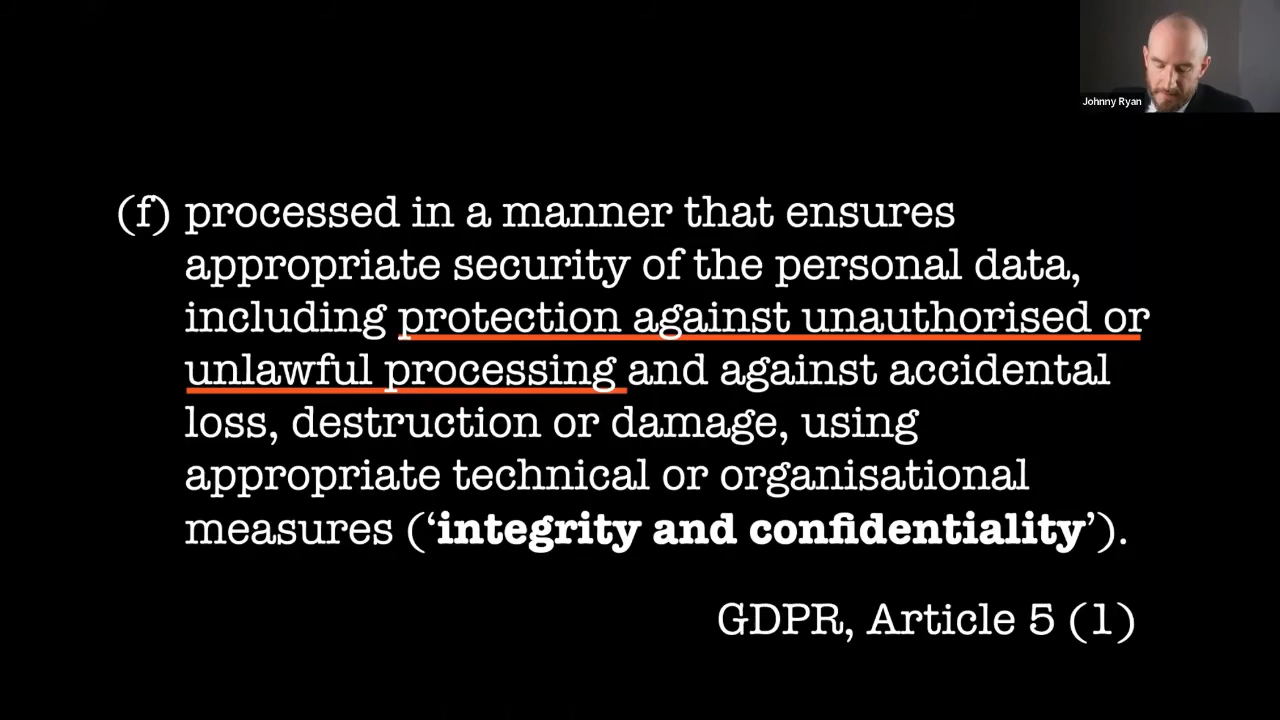 Johnny Ryan
(f) processed in a manner that ensures
appropriate security of the personal data,
including protection against unauthorised or
unlawful processing and against accidental
loss, destruction or damage, using
appropriate technical or organisational
measures (‘integrity and confidentiality’).
GDPR, Article 5 (1)